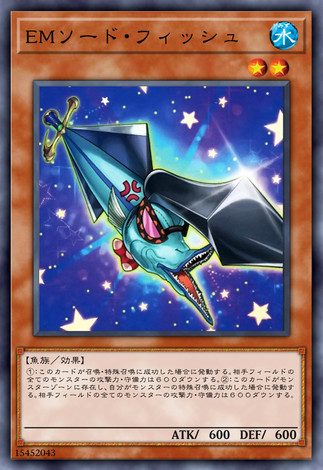 EMソード・フィッシュ
水
【魚族／効果】
①:このカードが召喚・特殊召喚に成功した場合に発動する。相手フィールド
の全てのモンスターの攻撃力・守備力は６００ダウンする。②:このカードがモン
スターゾーンに存在し、自分がモンスターの特殊召喚に成功した場合に発動す
る。相手フィールドの全てのモンスターの攻撃力・守備力は６００ダウンする。
ATK/ 600 DEF/ 600
15452043